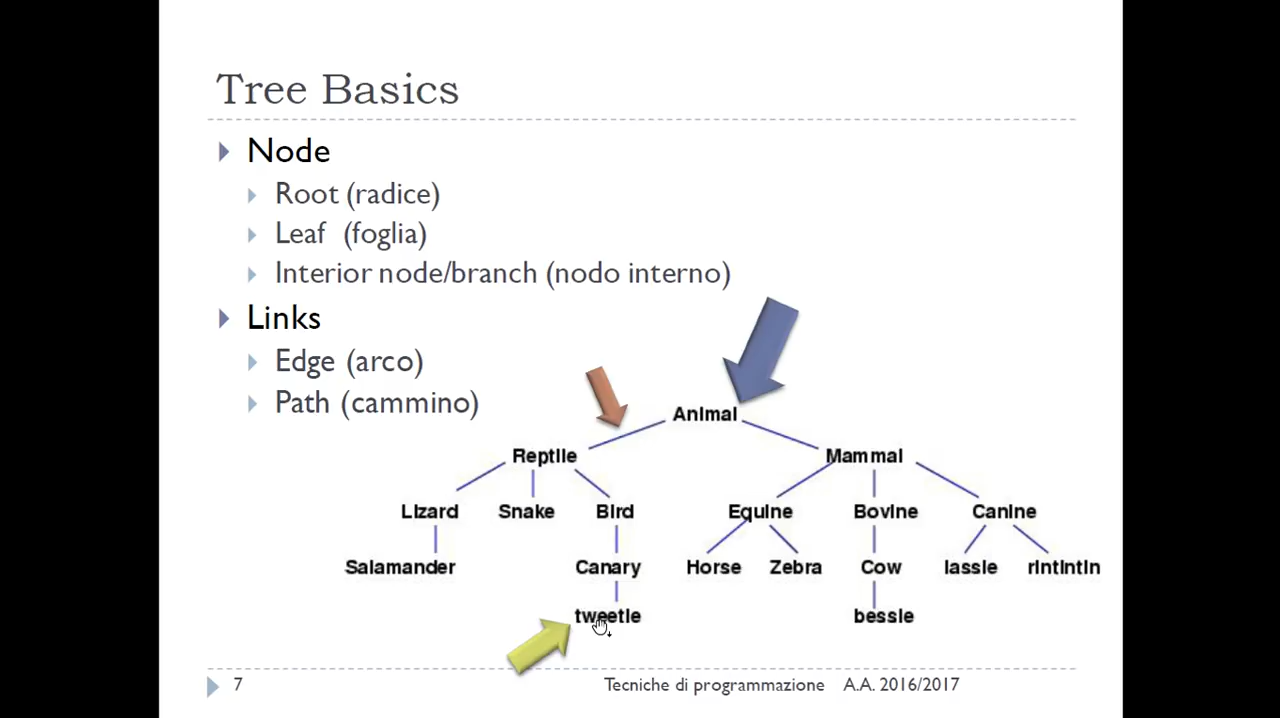 Tree Basics
Node
Root (radice)
Leaf (foglia)
Interior node/branch (nodo interno)
Links
Edge (arco)
Path (cammino)
Animal
Reptile Mammal
Lizard Snake Bird Equine Bovine Canine
Salamander Canary Horse Zebra Cow lassie rintintin
tweetie bessie
7 Tecniche di programmazione A.A. 2016/2017